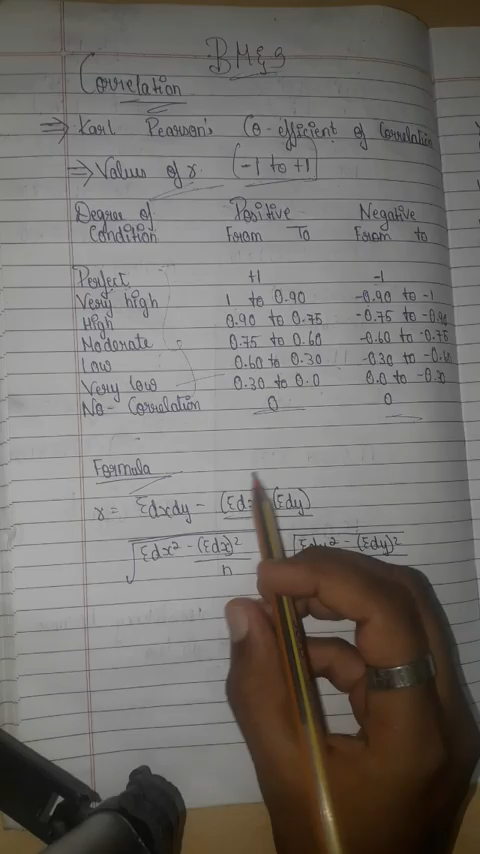 BM&S
Correlation
⇒ Karl Pearson's Co-efficient of Correlation
⇒ Values of r (-1 to +1)
Degree of Positive Negative
Condition From To From to
Perfect +1 -1
Very high 1 to 0.90 -0.90 to -1
High 0.90 to 0.75 -0.75 to -0.90
Moderate 0.75 to 0.60 -0.60 to -0.75
Low 0.60 to 0.30 -0.30 to -0.60
Very low 0.30 to 0.0 0.0 to -0.30
No-Correlation 0 0
Formula
r = Σdxdy - (Σdx (Σdy)
√Σdx² - (Σdx)² √Σdy² - (Σdy)²
n